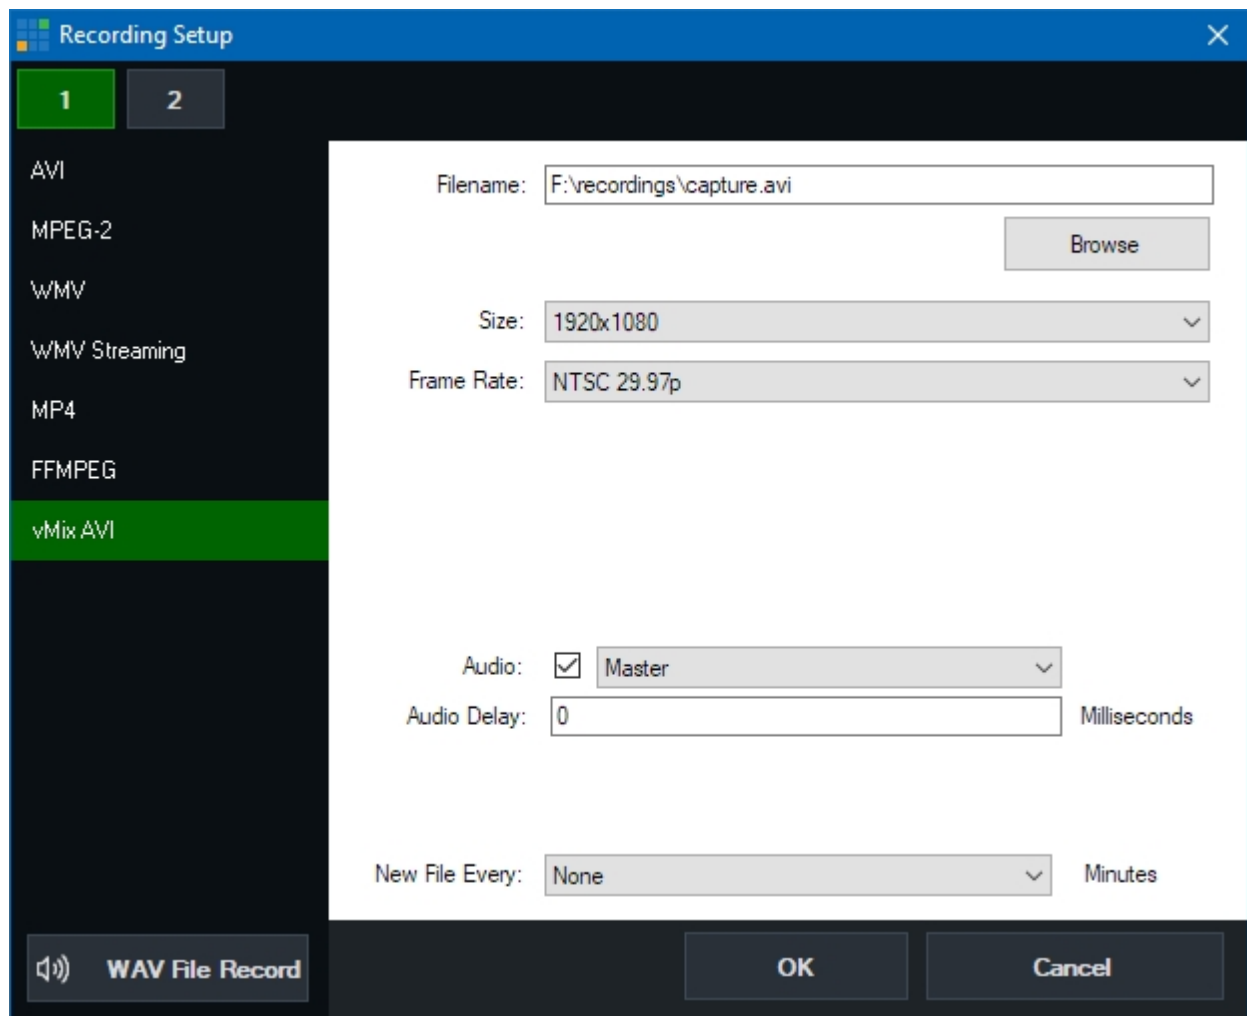 Recording Setup
1 2
AVI
MPEG-2
WMV
WMV Streaming
MP4
FFMPEG
vMix AVI
WAV File Record
Filename: F:\recordings\capture.avi
Browse
Size: 1920x1080
Frame Rate: NTSC 29.97p
Audio: Master
Audio Delay: 0 Milliseconds
New File Every: None Minutes
OK Cancel